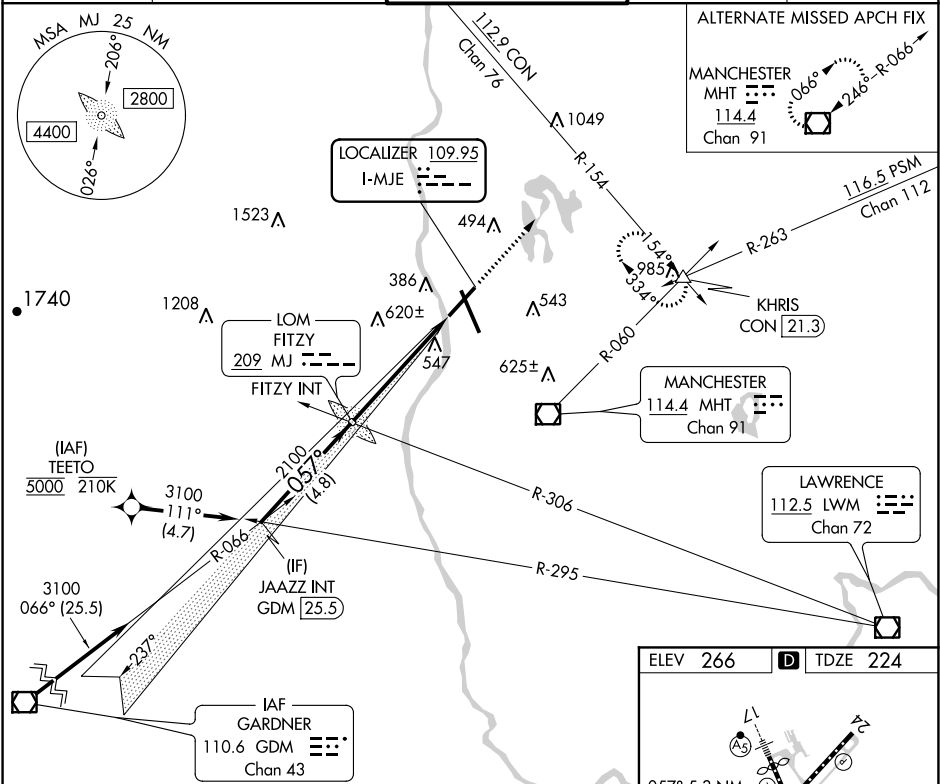 MSA MJ 25 NM
206°
2800
4400
026°
112.9 CON
Chan 76
ALTERNATE MISSED APCH FIX
MANCHESTER
MHT
114.4
Chan 91
066°
246°
R-066
1049
LOCALIZER 109.95
I-MJE
R-154
116.5 PSM
Chan 112
1523
494
154°
985
334°
R-263
386
KHRIS
CON 21.3
1740
1208
620±
543
LOM
FITZY
209 MJ
547
R-060
FITZY INT
625±
MANCHESTER
114.4 MHT
Chan 91
(IAF)
TEETO
5000 210K
2100
057°
(4.8)
3100
111°
(4.7)
R-306
LAWRENCE
112.5 LWM
Chan 72
R-066
(IF)
JAAZZ INT
GDM 25.5
R-295
3100
066° (25.5)
237°
ELEV 266 D TDZE 224
IAF
GARDNER
110.6 GDM
Chan 43
17
24
A5
P
057° 5.3 NM